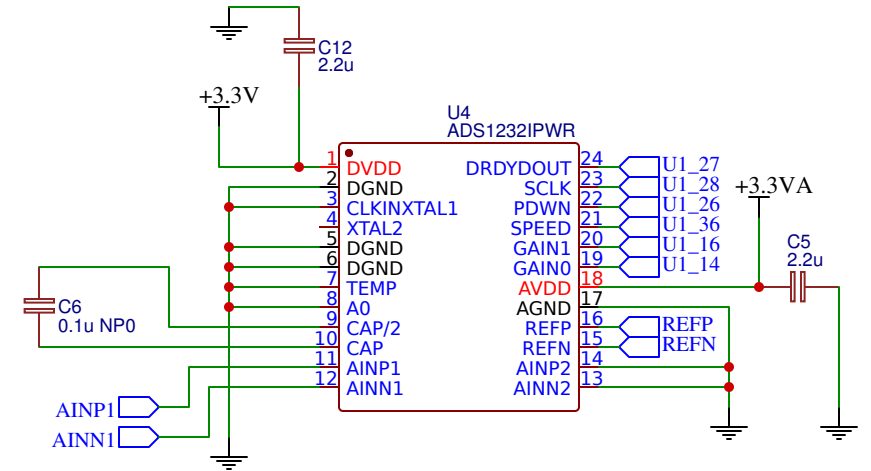 C12
2.2u
+3.3V
U4
ADS1232IPWR
1 DVDD
2 DGND
3 CLKINXTAL1
4 XTAL2
5 DGND
6 DGND
7 TEMP
8 A0
9 CAP/2
10 CAP
11 AINP1
12 AINN1
DRDYDOUT 24 U1_27
SCLK 23 U1_28
PDWN 22 U1_26
SPEED 21 U1_36
GAIN1 20 U1_16
GAIN0 19 U1_14
AVDD 18
AGND 17
REFP 16 REFP
REFN 15 REFN
AINP2 14
AINN2 13
+3.3VA
C5
2.2u
C6
0.1u NP0
AINP1
AINN1